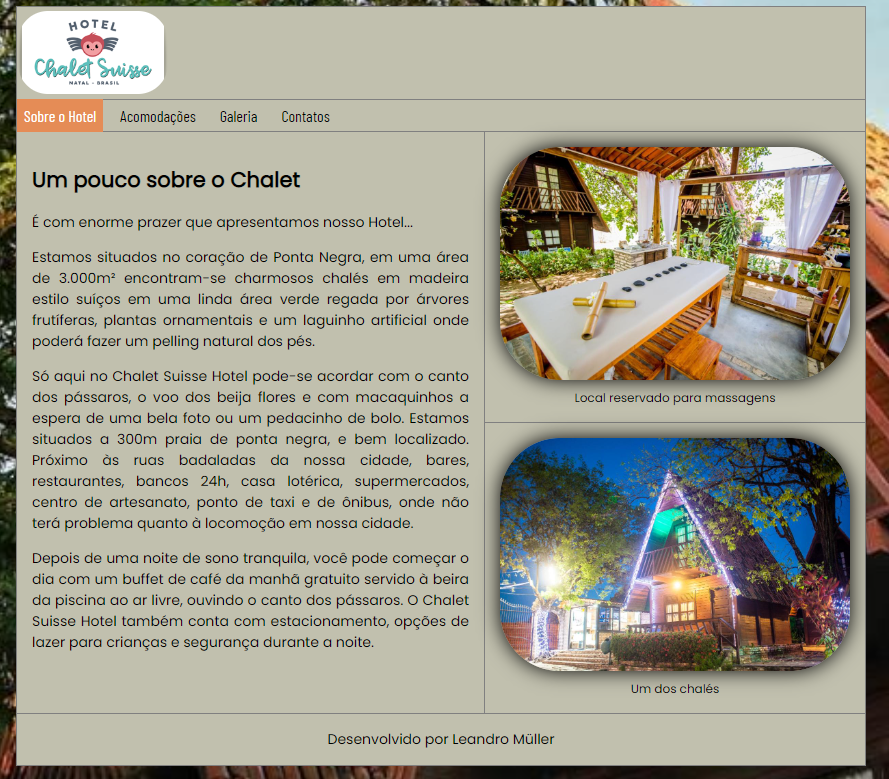 HOTEL
Chalet Suisse
NATAL - BRASIL
Sobre o Hotel Acomodações Galeria Contatos
Um pouco sobre o Chalet
É com enorme prazer que apresentamos nosso Hotel...
Estamos situados no coração de Ponta Negra, em uma área
de 3.000m² encontram-se charmosos chalés em madeira
estilo suíços em uma linda área verde regada por árvores
frutíferas, plantas ornamentais e um laguinho artificial onde
poderá fazer um pelling natural dos pés.
Só aqui no Chalet Suisse Hotel pode-se acordar com o canto
dos pássaros, o voo dos beija flores e com macaquinhos a
espera de uma bela foto ou um pedacinho de bolo. Estamos
situados a 300m praia de ponta negra, e bem localizado.
Próximo às ruas badaladas da nossa cidade, bares,
restaurantes, bancos 24h, casa lotérica, supermercados,
centro de artesanato, ponto de taxi e de ônibus, onde não
terá problema quanto à locomoção em nossa cidade.
Depois de uma noite de sono tranquila, você pode começar o
dia com um buffet de café da manhã gratuito servido à beira
da piscina ao ar livre, ouvindo o canto dos pássaros. O Chalet
Suisse Hotel também conta com estacionamento, opções de
lazer para crianças e segurança durante a noite.
Local reservado para massagens
Um dos chalés
Desenvolvido por Leandro Müller